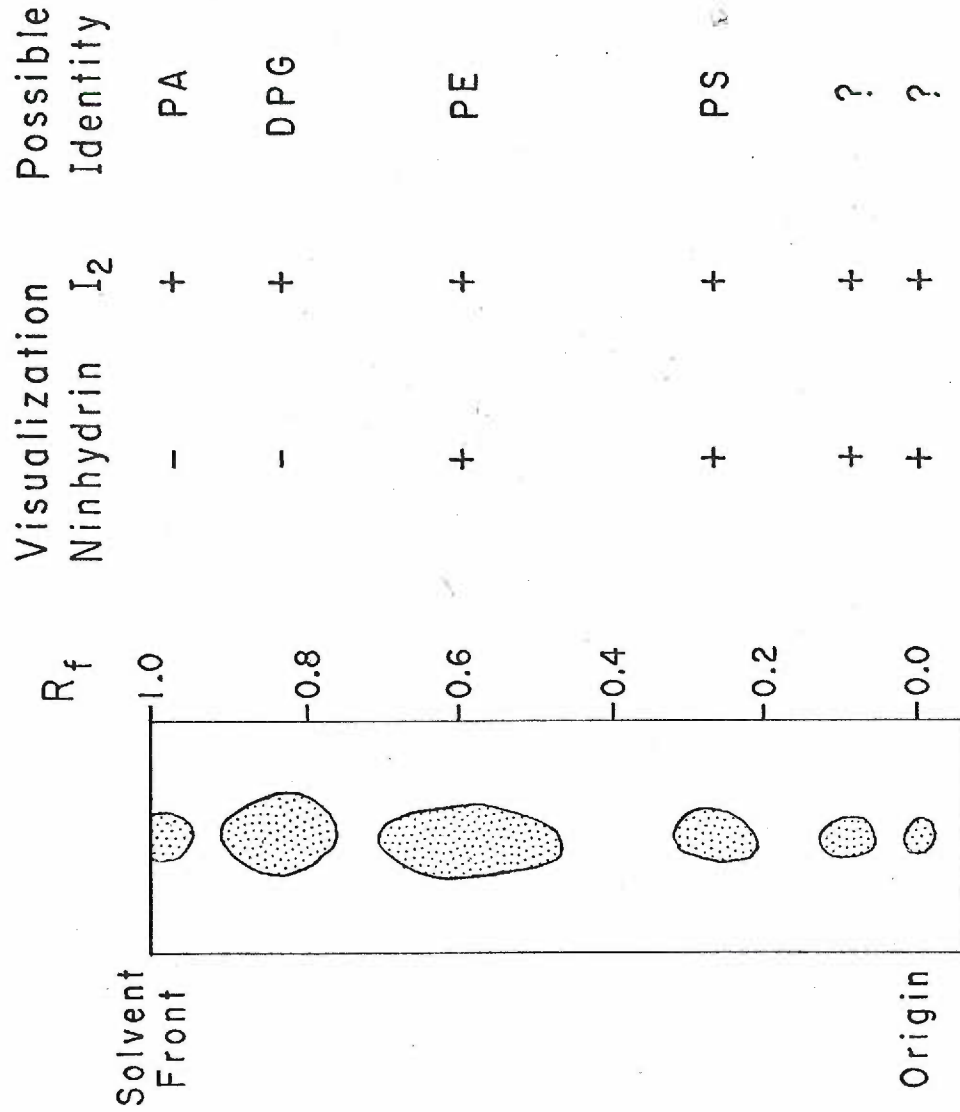 Visualization Possible
R_f Ninhydrin I₂ Identity
Solvent
Front
1.0 - + PA
0.8 - + DPG
0.6 + + PE
0.4
0.2 + + PS
+ + ?
Origin 0.0 + + ?